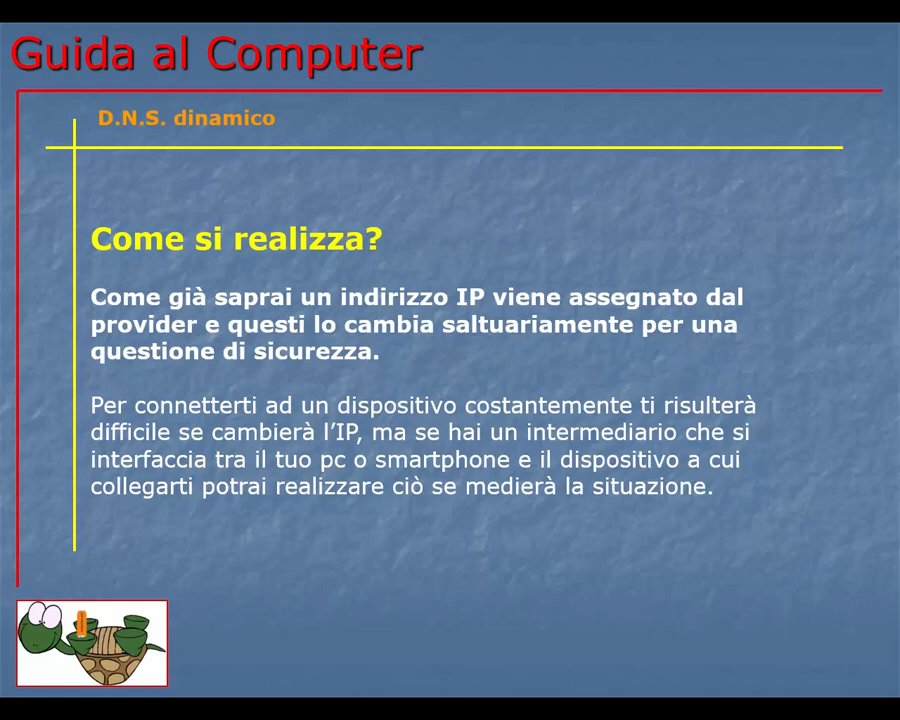 Guida al Computer
D.N.S. dinamico
Come si realizza?
Come già saprai un indirizzo IP viene assegnato dal
provider e questi lo cambia saltuariamente per una
questione di sicurezza.
Per connetterti ad un dispositivo costantemente ti risulterà
difficile se cambierà l’IP, ma se hai un intermediario che si
interfaccia tra il tuo pc o smartphone e il dispositivo a cui
collegarti potrai realizzare ciò se medierà la situazione.